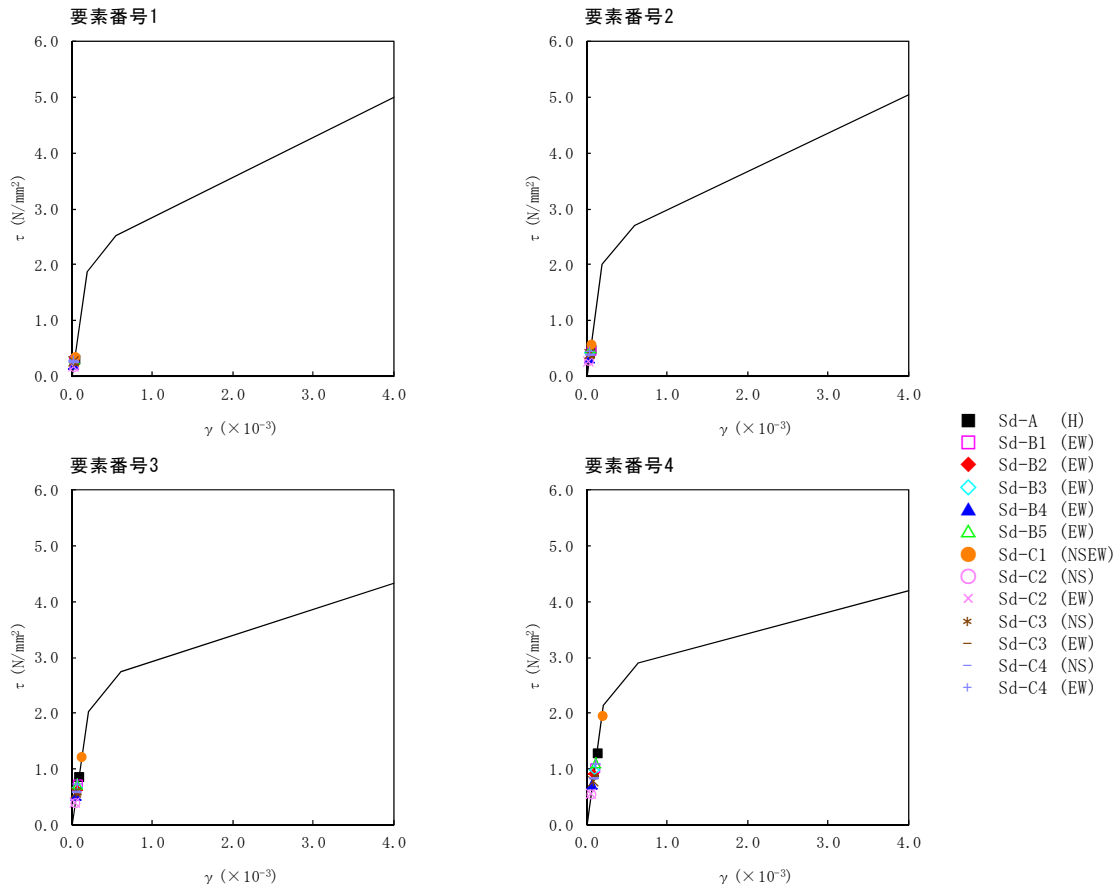 要素番号1
6.0
5.0
4.0
3.0
2.0
1.0
0.0
τ (N/mm²)
0.0 1.0 2.0 3.0 4.0
γ (×10⁻³)
要素番号2
6.0
5.0
4.0
3.0
2.0
1.0
0.0
τ (N/mm²)
0.0 1.0 2.0 3.0 4.0
γ (×10⁻³)
要素番号3
6.0
5.0
4.0
3.0
2.0
1.0
0.0
τ (N/mm²)
0.0 1.0 2.0 3.0 4.0
γ (×10⁻³)
要素番号4
6.0
5.0
4.0
3.0
2.0
1.0
0.0
τ (N/mm²)
0.0 1.0 2.0 3.0 4.0
γ (×10⁻³)
Sd-A (H)
Sd-B1 (EW)
Sd-B2 (EW)
Sd-B3 (EW)
Sd-B4 (EW)
Sd-B5 (EW)
Sd-C1 (NSEW)
Sd-C2 (NS)
Sd-C2 (EW)
Sd-C3 (NS)
Sd-C3 (EW)
Sd-C4 (NS)
Sd-C4 (EW)